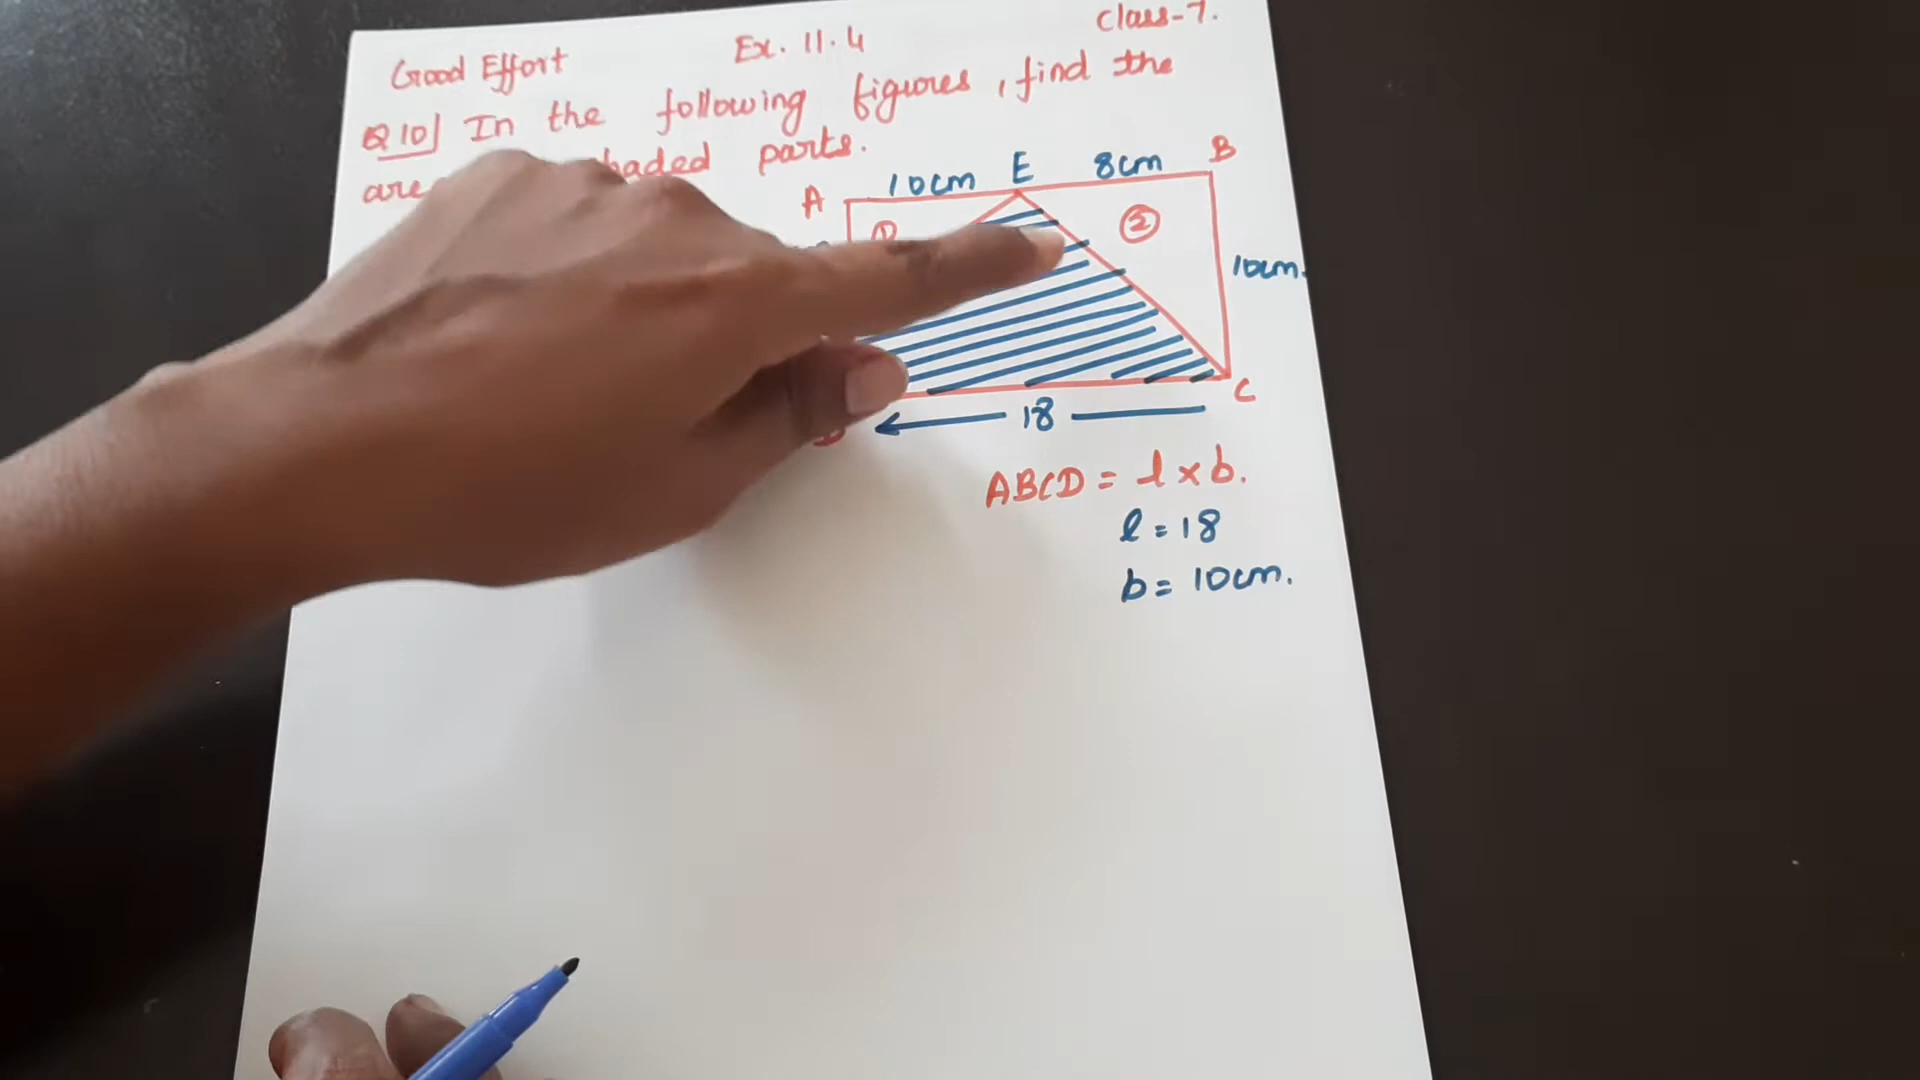 Good Effort Ex. 11.4 Class-7.
Q10] In the following figures, find the
parts.
A 10cm E 8cm B
1 2
10cm.
18 C
ABCD = l x b.
l = 18
b = 10cm.